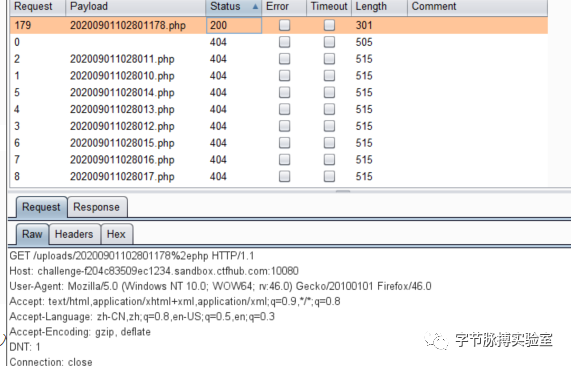 Request Payload Status Error Timeout Length Comment
179 20200901102801178.php 200 301
0 404 505
2 202009011028011.php 404 515
1 202009011028010.php 404 515
5 202009011028014.php 404 515
4 202009011028013.php 404 515
3 202009011028012.php 404 515
6 202009011028015.php 404 515
7 202009011028016.php 404 515
8 202009011028017.php 404 515
Request Response
Raw Headers Hex
GET /uploads/20200901102801178%2ephp HTTP/1.1
Host: challenge-f204c83509ec1234.sandbox.ctfhub.com:10080
User-Agent: Mozilla/5.0 (Windows NT 10.0; WOW64; rv:46.0) Gecko/20100101 Firefox/46.0
Accept: text/html,application/xhtml+xml,application/xml;q=0.9,*/*;q=0.8
Accept-Language: zh-CN,zh;q=0.8,en-US;q=0.5,en;q=0.3
Accept-Encoding: gzip, deflate
DNT: 1
Connection: close
字节脉搏实验室